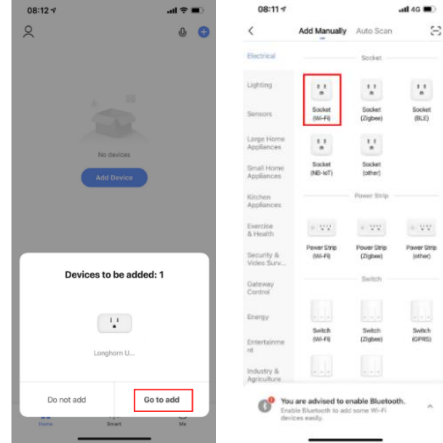 08:12
No devices
Add Device
Devices to be added: 1
Longhorn U...
Do not add
Go to add
Home
Smart
Me
08:11
4G
Add Manually
Auto Scan
Electrical
Socket
Lighting
Socket
(Wi-Fi)
Socket
(Zigbee)
Socket
(BLE)
Sensors
Large Home
Appliances
Socket
(NB-IoT)
Socket
(other)
Small Home
Appliances
Kitchen
Appliances
Power Strip
Exercise
& Health
Power Strip
(Wi-Fi)
Power Strip
(Zigbee)
Power Strip
(other)
Security &
Video Surv...
Gateway
Control
Switch
Energy
Switch
(Wi-Fi)
Switch
(Zigbee)
Switch
(GPRS)
Entertainme
nt
Industry &
Agriculture
You are advised to enable Bluetooth.
Enable Bluetooth to add some Wi-Fi
devices easily.